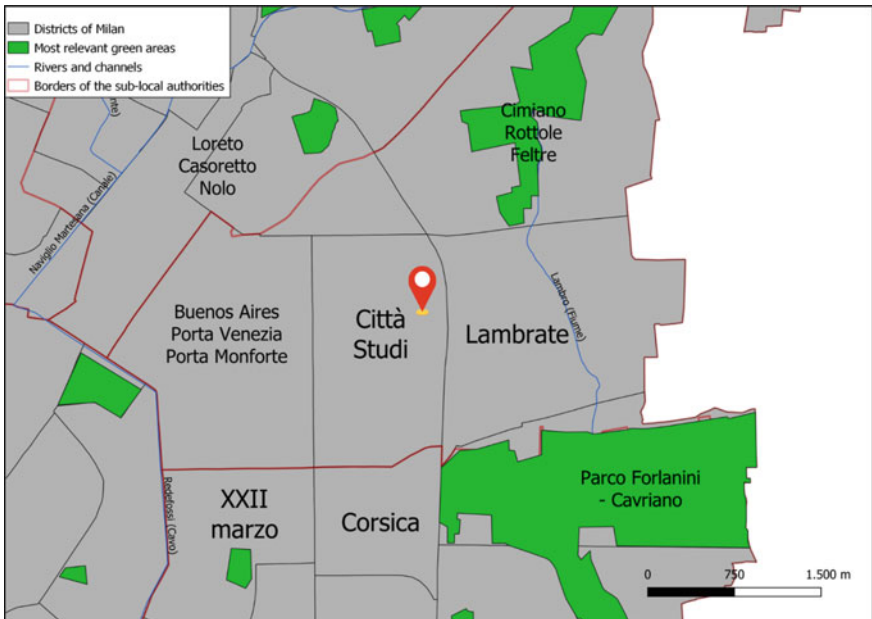 Districts of Milan
Most relevant green areas
Rivers and channels
Borders of the sub-local authorities
Cimiano
Rottole
Feltre
Loreto
Casoretto
Nolo
Naviglio Martesana (Canale)
Lambro (Fiume)
Buenos Aires
Porta Venezia
Porta Monforte
Città
Studi
Lambrate
Redefossi (Cavo)
XXII
marzo
Corsica
Parco Forlanini
- Cavriano
0 750 1.500 m